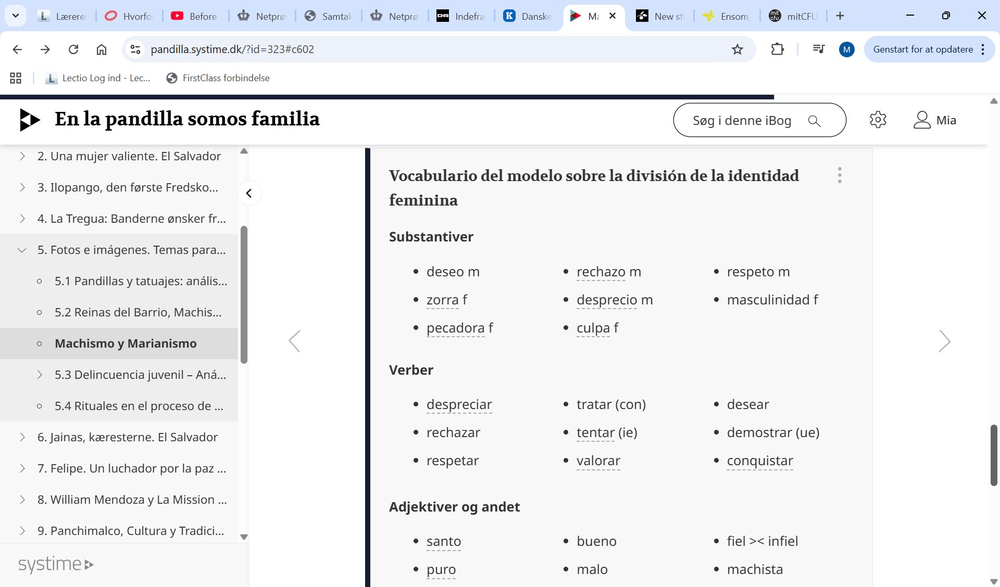 Lærere
Hvorfo
Before
Netprø
Samtal
Netprø
DR Indefra
K Danske
Ma
New st
Ensom_
mit cfu mitCFU
pandilla.systime.dk/?id=323#c602
M
Genstart for at opdatere
Lectio Log ind - Lec...
FirstClass forbindelse
En la pandilla somos familia
Søg i denne iBog
Mia
2. Una mujer valiente. El Salvador
3. Ilopango, den første Fredsko...
4. La Tregua: Banderne ønsker fr...
5. Fotos e imágenes. Temas para...
5.1 Pandillas y tatuajes: anális...
5.2 Reinas del Barrio, Machis...
Machismo y Marianismo
5.3 Delincuencia juvenil – Aná...
5.4 Rituales en el proceso de ...
6. Jainas, kæresterne. El Salvador
7. Felipe. Un luchador por la paz ...
8. William Mendoza y La Mission ...
9. Panchimalco, Cultura y Tradici...
systime
Vocabulario del modelo sobre la división de la identidad
feminina
Substantiver
deseo m
zorra f
pecadora f
rechazo m
desprecio m
culpa f
respeto m
masculinidad f
Verber
despreciar
rechazar
respetar
tratar (con)
tentar (ie)
valorar
desear
demostrar (ue)
conquistar
Adjektiver og andet
santo
puro
bueno
malo
fiel >< infiel
machista